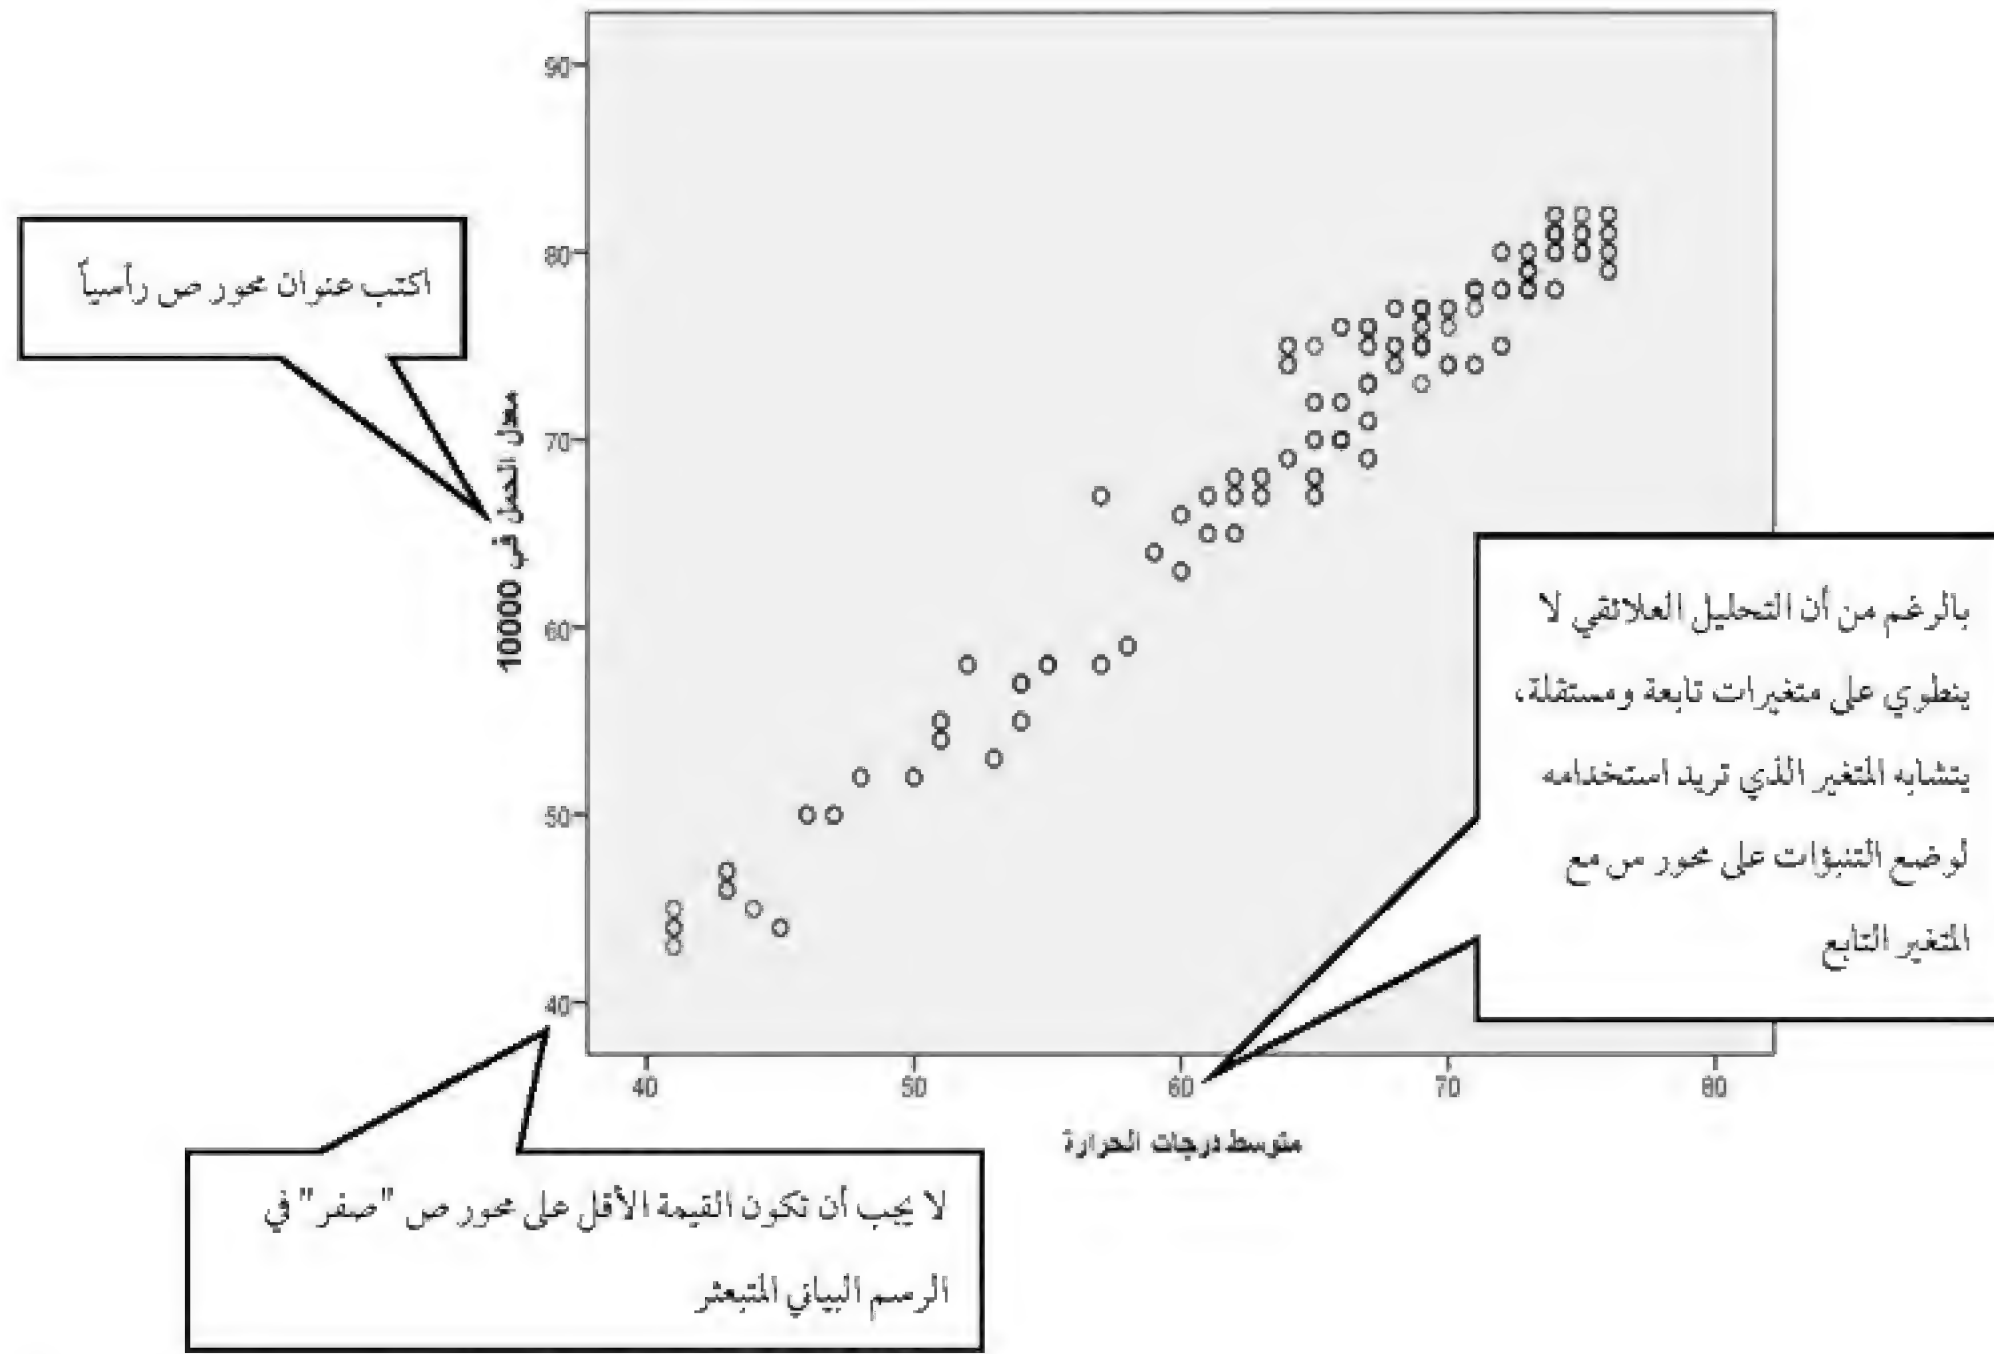 90
80
70
60
50
40
معدل الحمل في 10000
اكتب عنوان محور ص رأسياً
بالرغم من أن التحليل العلائقي لا
ينطوي على متغيرات تابعة ومستقلة،
يتشابه المتغير الذي تريد استخدامه
لوضع التنبؤات على محور س مع
المتغير التابع
40 50 60 70 80
متوسط درجات الحرارة
لا يجب أن تكون القيمة الأقل على محور ص "صفر" في
الرسم البياني المتبعثر